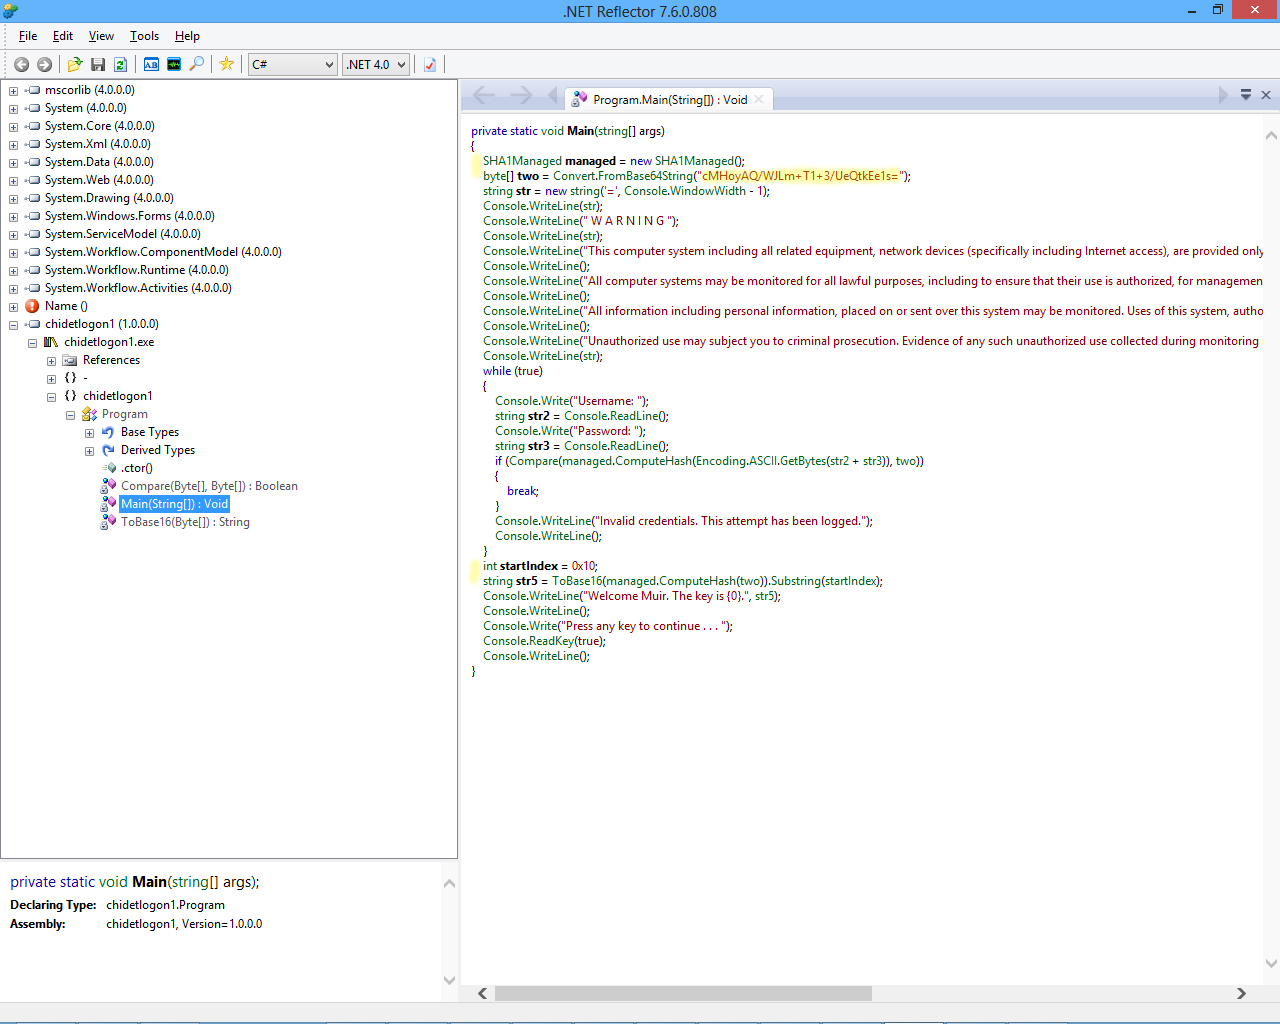 .NET Reflector 7.6.0.808
File Edit View Tools Help
C# .NET 4.0
mscorlib (4.0.0.0)
System (4.0.0.0)
System.Core (4.0.0.0)
System.Xml (4.0.0.0)
System.Data (4.0.0.0)
System.Web (4.0.0.0)
System.Drawing (4.0.0.0)
System.Windows.Forms (4.0.0.0)
System.ServiceModel (4.0.0.0)
System.Workflow.ComponentModel (4.0.0.0)
System.Workflow.Runtime (4.0.0.0)
System.Workflow.Activities (4.0.0.0)
Name ()
chidetlogon1 (1.0.0.0)
chidetlogon1.exe
References
{} -
{} chidetlogon1
Program
Base Types
Derived Types
.ctor()
Compare(Byte[], Byte[]) : Boolean
Main(String[]) : Void
ToBase16(Byte[]) : String
private static void Main(string[] args);
Declaring Type: chidetlogon1.Program
Assembly: chidetlogon1, Version=1.0.0.0
Program.Main(String[]) : Void
private static void Main(string[] args)
{
SHA1Managed managed = new SHA1Managed();
byte[] two = Convert.FromBase64String("cMHoyAQ/WJLm+T1+3/UeQtkEe1s=");
string str = new string('=', Console.WindowWidth - 1);
Console.WriteLine(str);
Console.WriteLine(" W A R N I N G ");
Console.WriteLine(str);
Console.WriteLine("This computer system including all related equipment, network devices (specifically including Internet access), are provided only
Console.WriteLine();
Console.WriteLine("All computer systems may be monitored for all lawful purposes, including to ensure that their use is authorized, for managemen
Console.WriteLine();
Console.WriteLine("All information including personal information, placed on or sent over this system may be monitored. Uses of this system, autho
Console.WriteLine();
Console.WriteLine("Unauthorized use may subject you to criminal prosecution. Evidence of any such unauthorized use collected during monitoring
Console.WriteLine(str);
while (true)
{
Console.Write("Username: ");
string str2 = Console.ReadLine();
Console.Write("Password: ");
string str3 = Console.ReadLine();
if (Compare(managed.ComputeHash(Encoding.ASCII.GetBytes(str2 + str3)), two))
{
break;
}
Console.WriteLine("Invalid credentials. This attempt has been logged.");
Console.WriteLine();
}
int startIndex = 0x10;
string str5 = ToBase16(managed.ComputeHash(two)).Substring(startIndex);
Console.WriteLine("Welcome Muir. The key is {0}.", str5);
Console.WriteLine();
Console.Write("Press any key to continue . . . ");
Console.ReadKey(true);
Console.WriteLine();
}